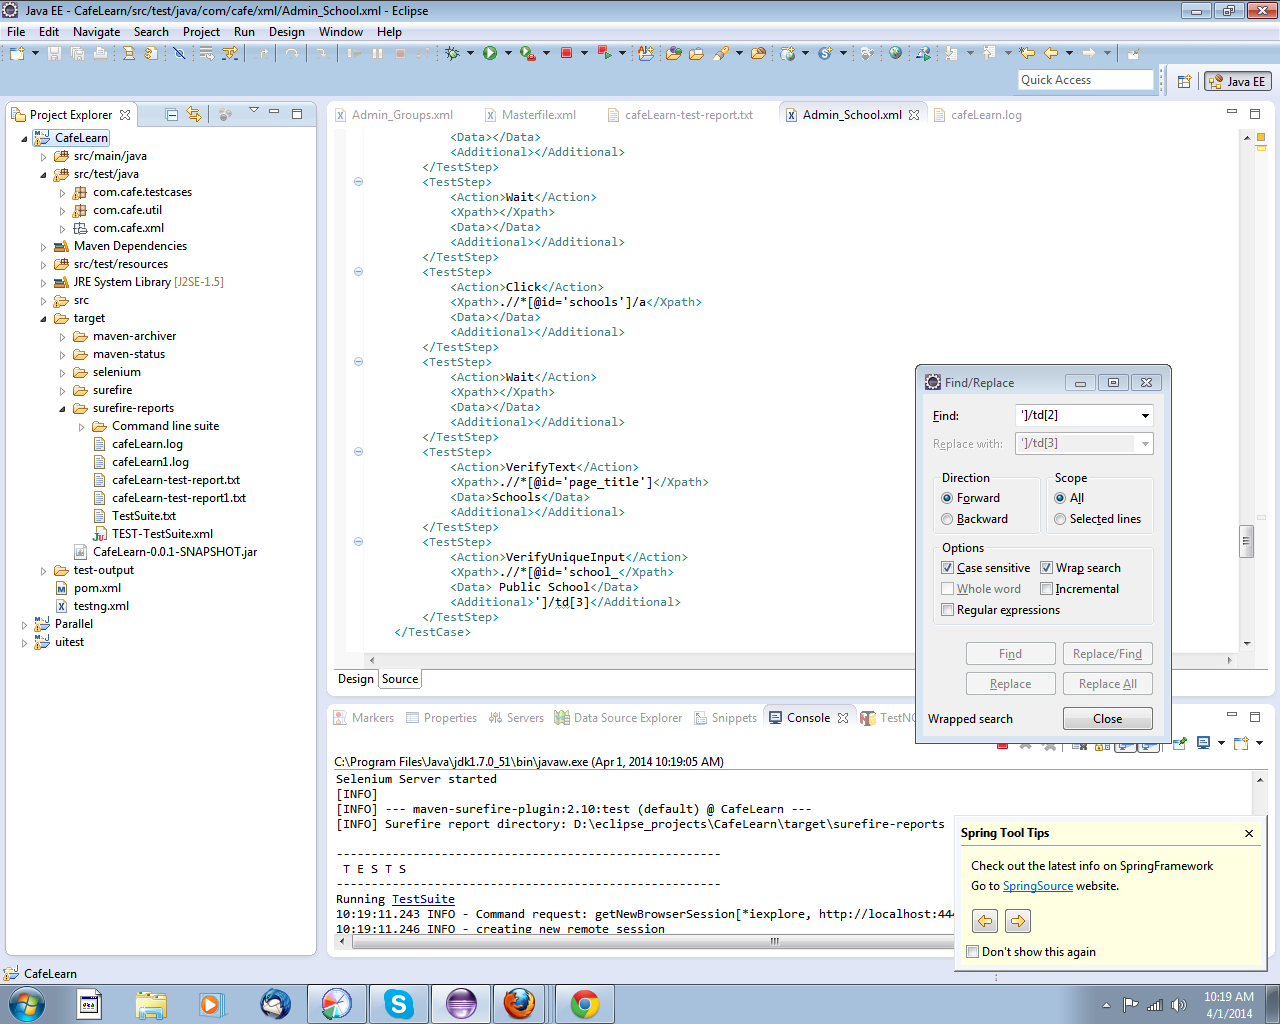 Java EE - CafeLearn/src/test/java/com/cafe/xml/Admin_School.xml - Eclipse
File Edit Navigate Search Project Run Design Window Help
Quick Access
Java EE
Project Explorer
CafeLearn
src/main/java
src/test/java
com.cafe.testcases
com.cafe.util
com.cafe.xml
Maven Dependencies
src/test/resources
JRE System Library [J2SE-1.5]
src
target
maven-archiver
maven-status
selenium
surefire
surefire-reports
Command line suite
cafeLearn.log
cafeLearn1.log
cafeLearn-test-report.txt
cafeLearn-test-report1.txt
TestSuite.txt
TEST-TestSuite.xml
CafeLearn-0.0.1-SNAPSHOT.jar
test-output
pom.xml
testng.xml
Parallel
uitest
Admin_Groups.xml Masterfile.xml cafeLearn-test-report.txt Admin_School.xml cafeLearn.log
<Data></Data>
<Additional></Additional>
</TestStep>
<TestStep>
<Action>Wait</Action>
<Xpath></Xpath>
<Data></Data>
<Additional></Additional>
</TestStep>
<TestStep>
<Action>Click</Action>
<Xpath>.//*[@id='schools']/a</Xpath>
<Data></Data>
<Additional></Additional>
</TestStep>
<TestStep>
<Action>Wait</Action>
<Xpath></Xpath>
<Data></Data>
<Additional></Additional>
</TestStep>
<TestStep>
<Action>VerifyText</Action>
<Xpath>.//*[@id='page_title']</Xpath>
<Data>Schools</Data>
<Additional></Additional>
</TestStep>
<TestStep>
<Action>VerifyUniqueInput</Action>
<Xpath>.//*[@id='school_</Xpath>
<Data> Public School</Data>
<Additional>']/td[3]</Additional>
</TestStep>
</TestCase>
Design Source
Find/Replace
Find: ']/td[2]
Replace with: ']/td[3]
Direction Scope
Forward All
Backward Selected lines
Options
Case sensitive Wrap search
Whole word Incremental
Regular expressions
Find Replace/Find
Replace Replace All
Wrapped search Close
Markers Properties Servers Data Source Explorer Snippets Console TestNG
C:\Program Files\Java\jdk1.7.0_51\bin\javaw.exe (Apr 1, 2014 10:19:05 AM)
Selenium Server started
[INFO]
[INFO] --- maven-surefire-plugin:2.10:test (default) @ CafeLearn ---
[INFO] Surefire report directory: D:\eclipse_projects\CafeLearn\target\surefire-reports
-------------------------------------------------------
T E S T S
-------------------------------------------------------
Running TestSuite
10:19:11.243 INFO - Command request: getNewBrowserSession[*iexplore, http://localhost:444
10:19:11.246 INFO - creating new remote session
Spring Tool Tips
Check out the latest info on SpringFramework
Go to SpringSource website.
Don't show this again
CafeLearn
10:19 AM
4/1/2014